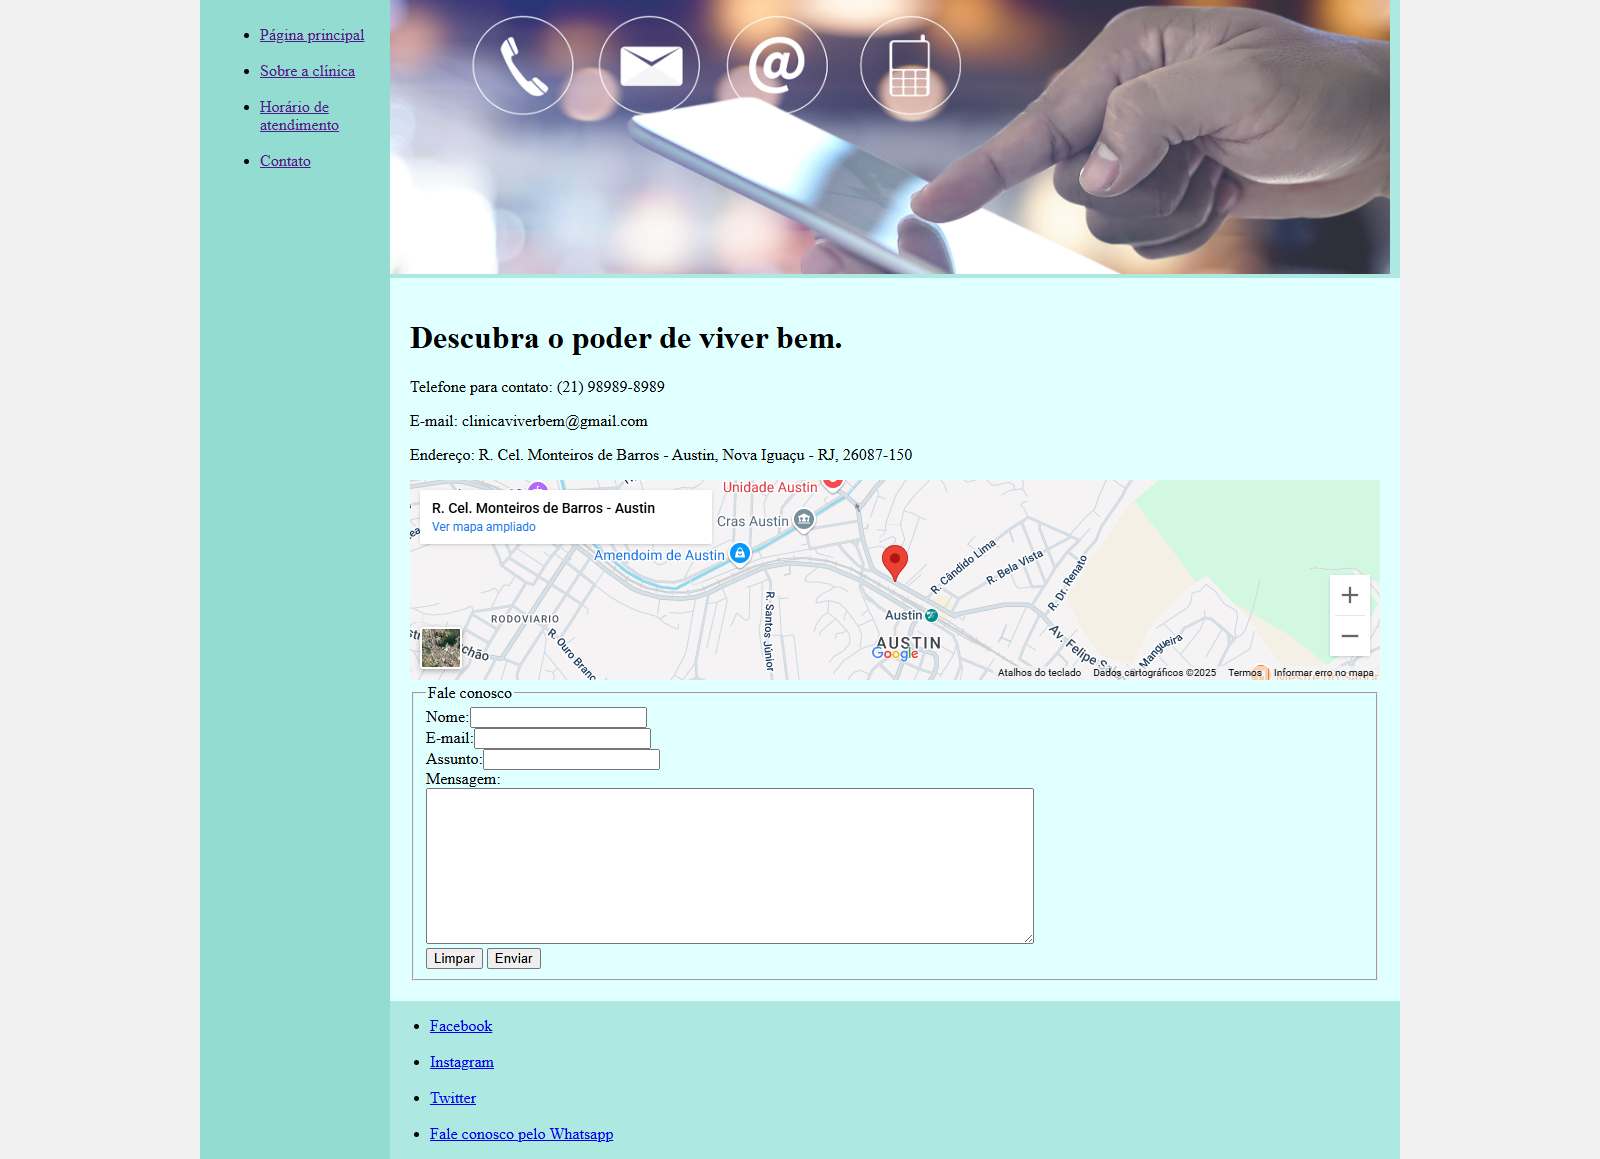 Página principal
Sobre a clínica
Horário de
atendimento
Contato
@
Descubra o poder de viver bem.
Telefone para contato: (21) 98989-8989
E-mail: clinicaviverbem@gmail.com
Endereço: R. Cel. Monteiros de Barros - Austin, Nova Iguaçu - RJ, 26087-150
Unidade Austin
R. Cel. Monteiros de Barros - Austin
Ver mapa ampliado
Cras Austin
Amendoim de Austin
R. Cândido Lima
R. Bela Vista
R. Dr. Renato
R. Santos Júnior
Austin
RODOVIARIO
R. Ouro Branco
AUSTIN
Google
Av. Felipe
Mangueira
Atalhos do teclado
Dados cartográficos ©2025
Termos
Informar erro no mapa
Fale conosco
Nome:
E-mail:
Assunto:
Mensagem:
Limpar
Enviar
Facebook
Instagram
Twitter
Fale conosco pelo Whatsapp